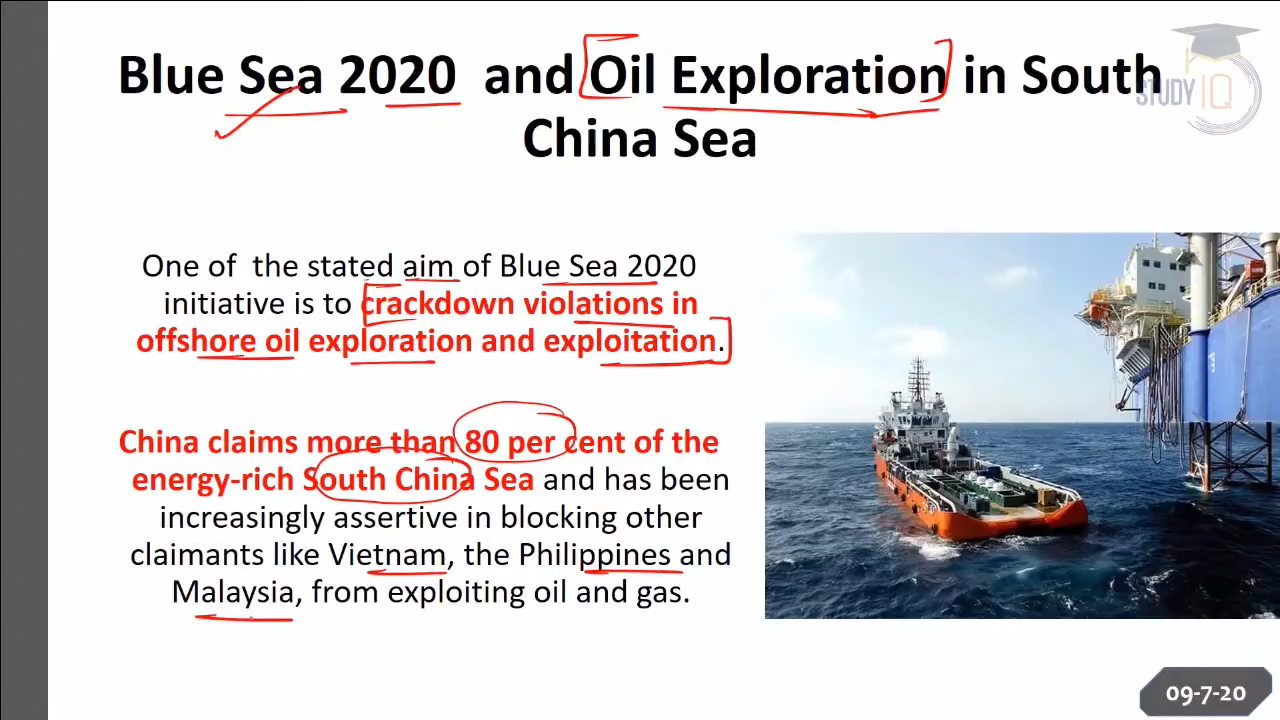 Blue Sea 2020 and Oil Exploration in South
China Sea
STUDY IQ
One of the stated aim of Blue Sea 2020
initiative is to crackdown violations in
offshore oil exploration and exploitation.
China claims more than 80 per cent of the
energy-rich South China Sea and has been
increasingly assertive in blocking other
claimants like Vietnam, the Philippines and
Malaysia, from exploiting oil and gas.
09-7-20